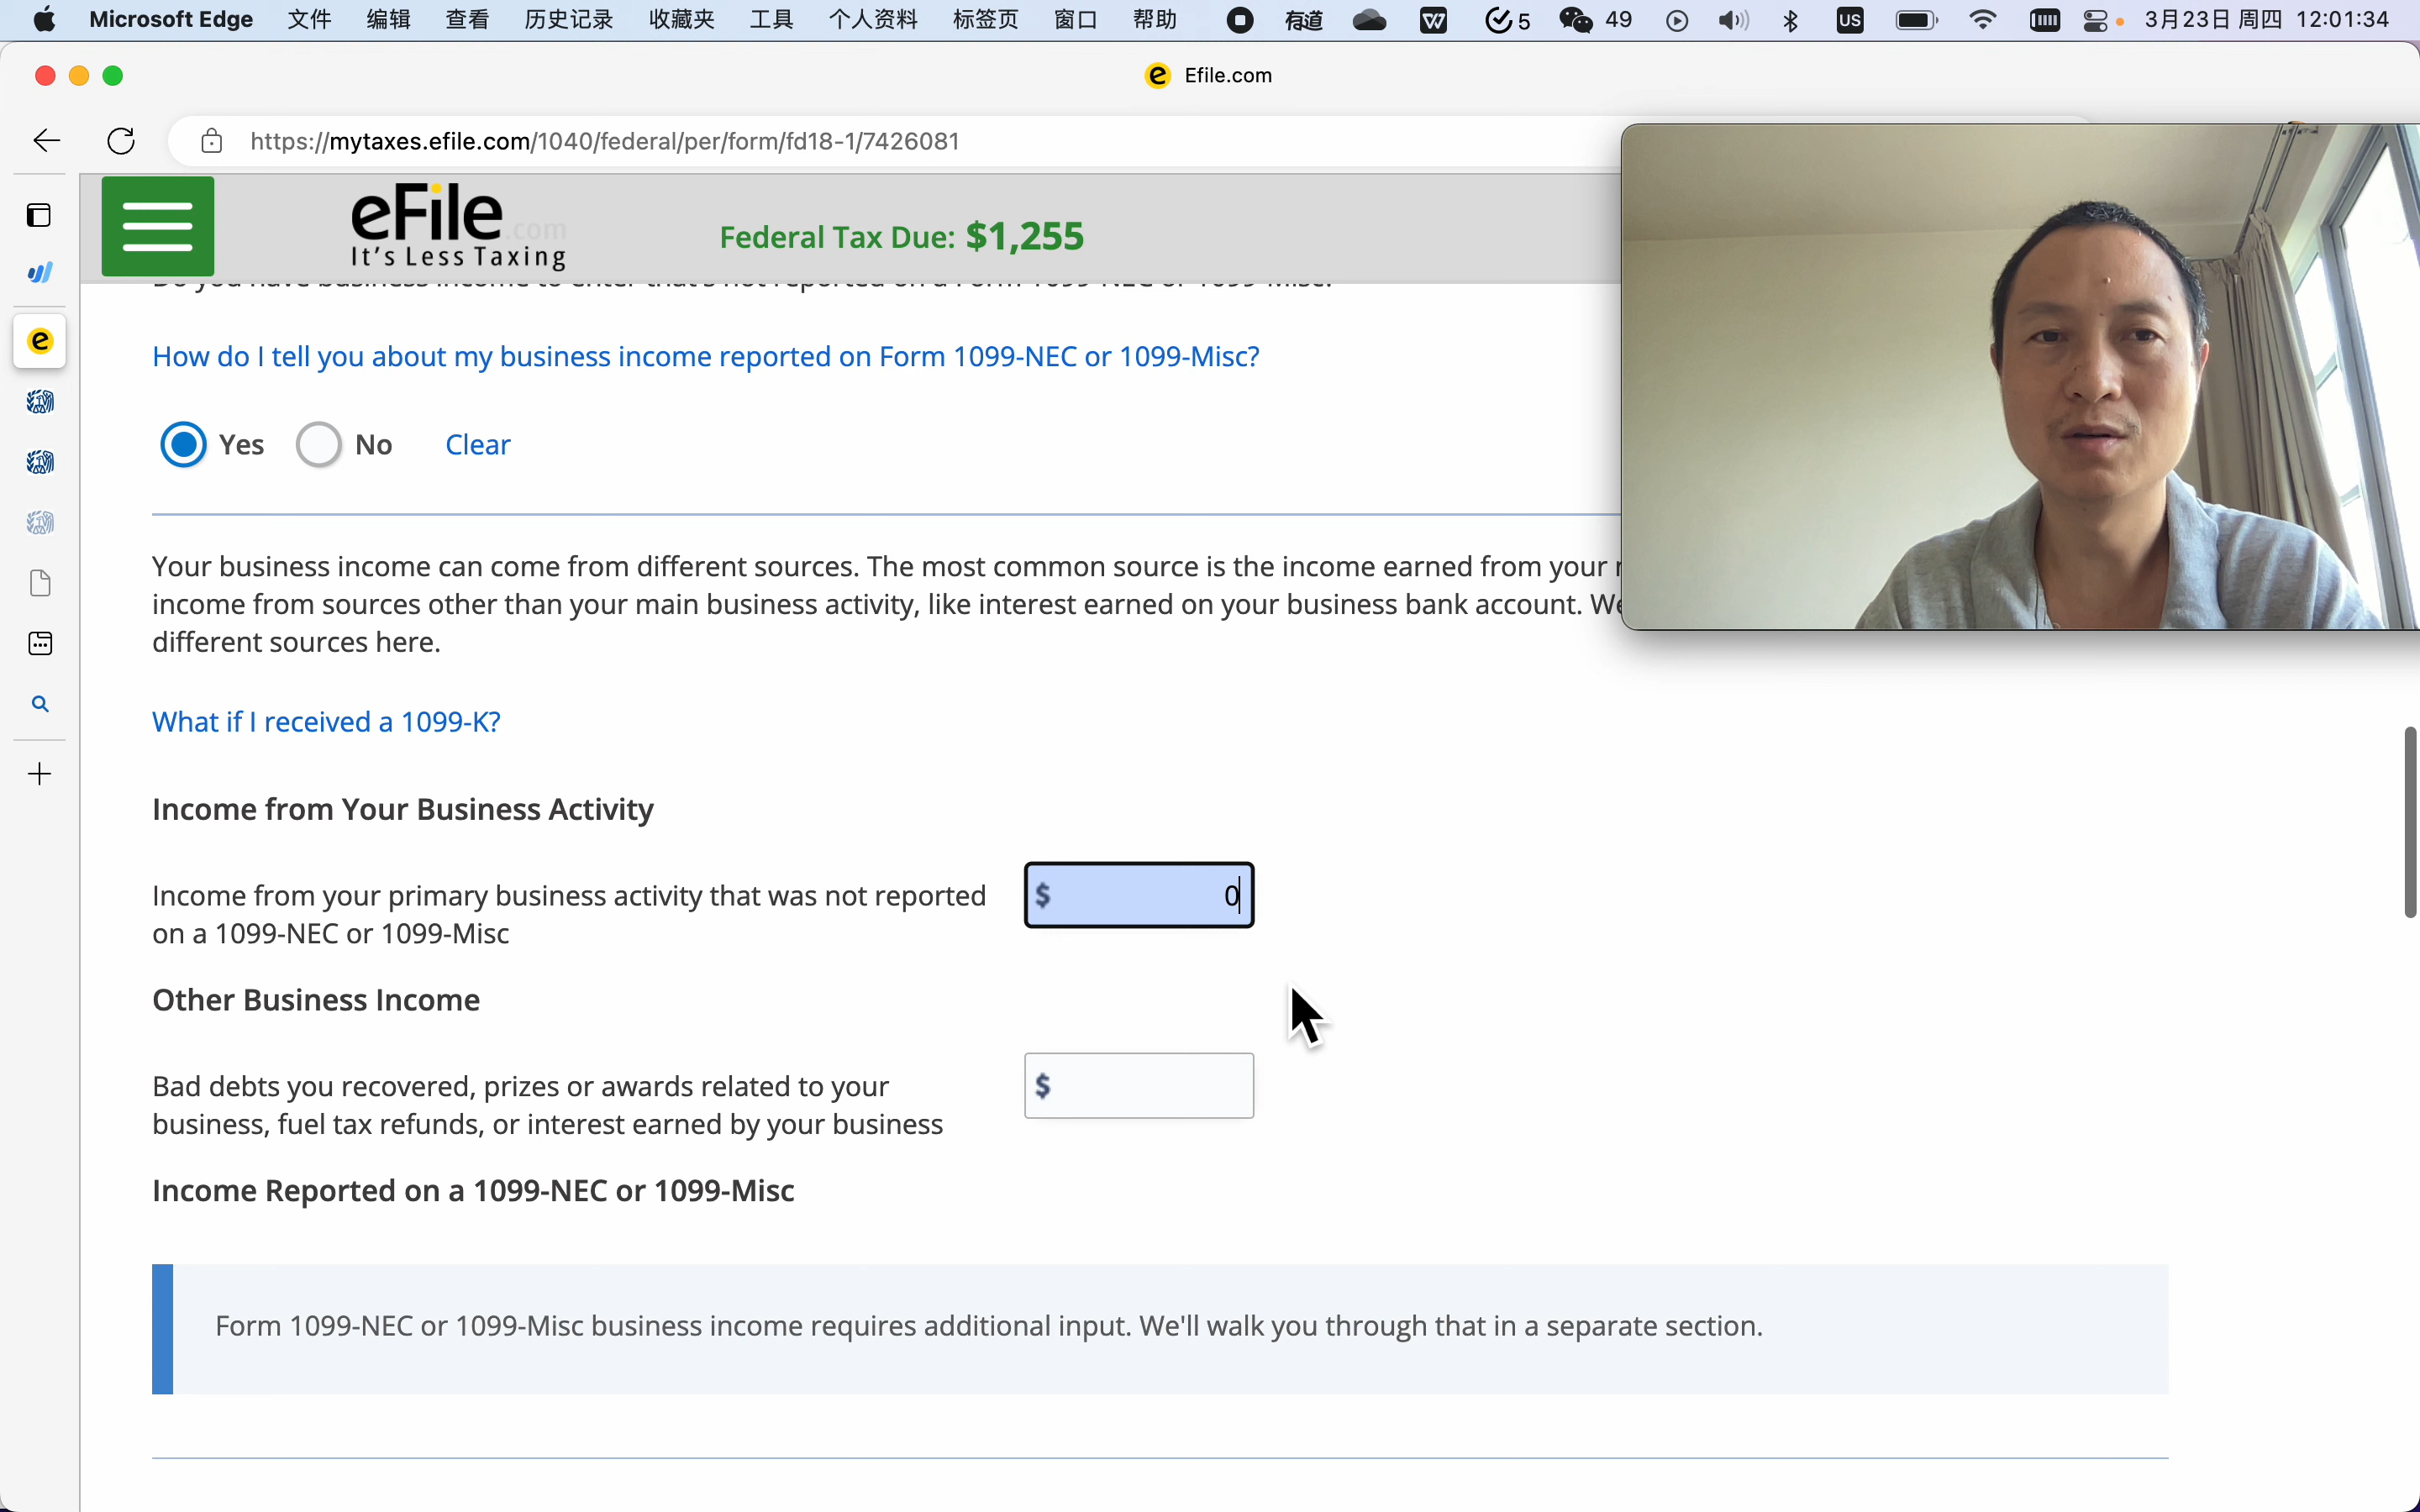 Microsoft Edge 文件 编辑 查看 历史记录 收藏夹 工具 个人资料 标签页 窗口 帮助 有道 5 49 US 3月23日 周四 12:01:34
Efile.com
https://mytaxes.efile.com/1040/federal/per/form/fd18-1/7426081
eFile.com
It's Less Taxing
Federal Tax Due: $1,255
How do I tell you about my business income reported on Form 1099-NEC or 1099-Misc?
Yes No Clear
Your business income can come from different sources. The most common source is the income earned from your
income from sources other than your main business activity, like interest earned on your business bank account.
different sources here.
What if I received a 1099-K?
Income from Your Business Activity
Income from your primary business activity that was not reported
on a 1099-NEC or 1099-Misc
$ 0
Other Business Income
Bad debts you recovered, prizes or awards related to your
business, fuel tax refunds, or interest earned by your business
$
Income Reported on a 1099-NEC or 1099-Misc
Form 1099-NEC or 1099-Misc business income requires additional input. We'll walk you through that in a separate section.